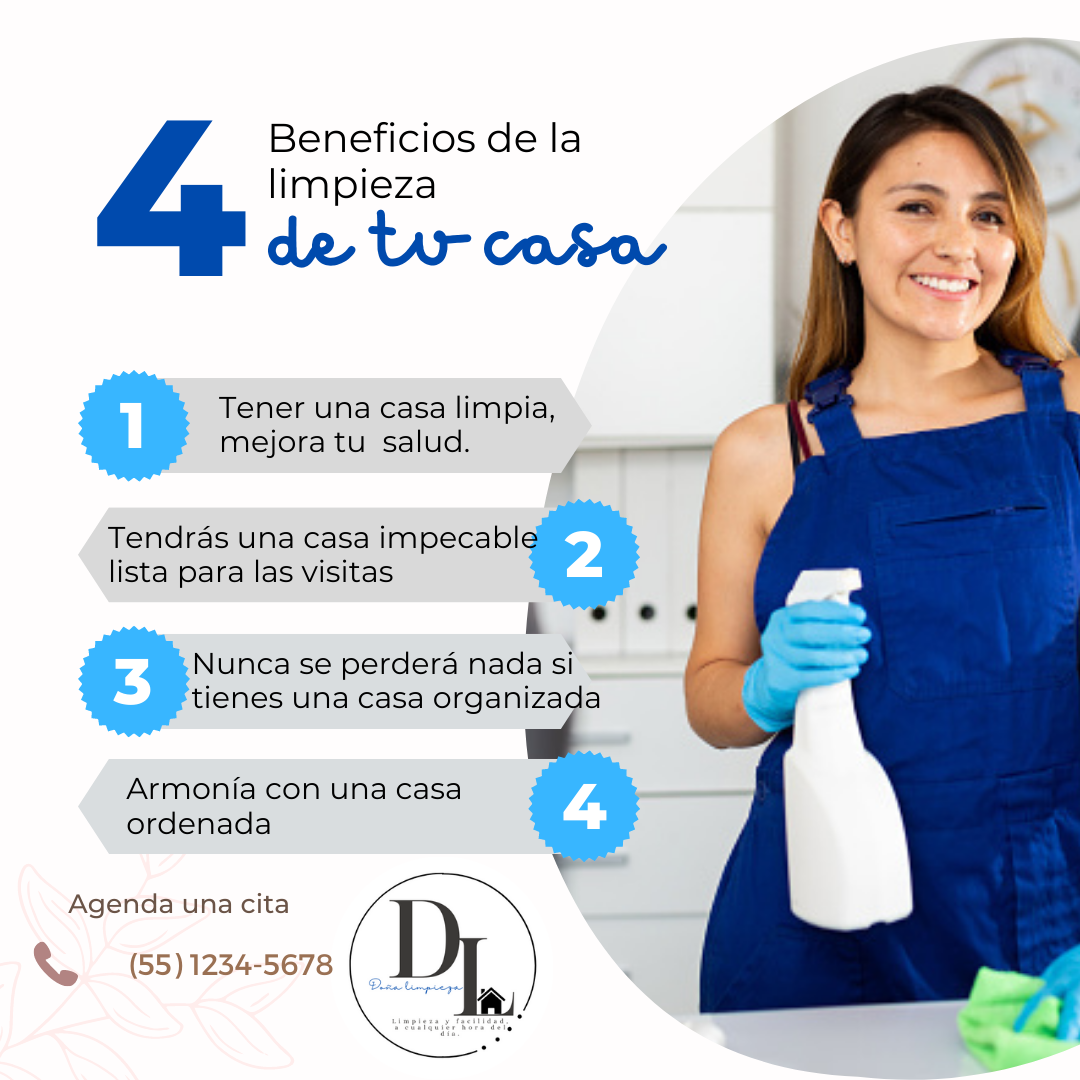 4
Beneficios de la
limpieza
de tu casa
1
Tener una casa limpia,
mejora tu salud.
Tendrás una casa impecable
lista para las visitas
2
3
Nunca se perderá nada si
tienes una casa organizada
Armonía con una casa
ordenada
4
Agenda una cita
(55) 1234-5678
DL
Doña limpieza
Limpieza y facilidad,
a cualquier hora del
día.